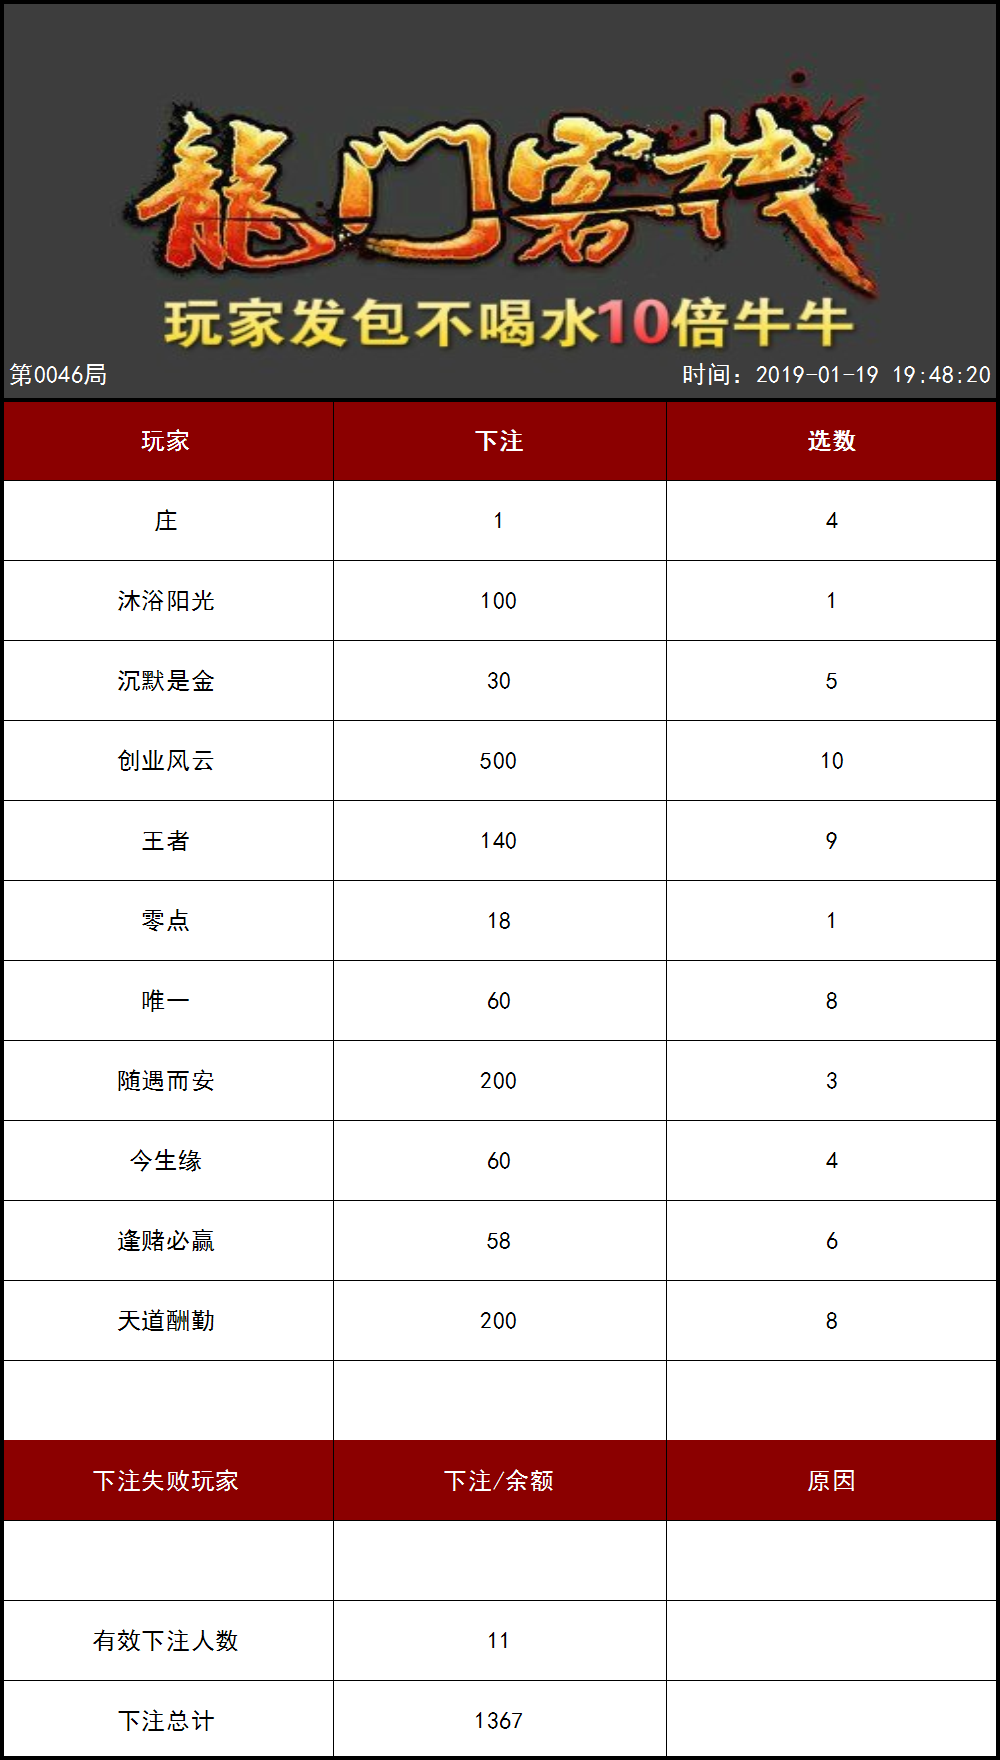 龍门客栈
玩家发包不喝水10倍牛牛
第0046局 时间：2019-01-19 19:48:20
玩家 下注 选数
庄 1 4
沐浴阳光 100 1
沉默是金 30 5
创业风云 500 10
王者 140 9
零点 18 1
唯一 60 8
随遇而安 200 3
今生缘 60 4
逢赌必赢 58 6
天道酬勤 200 8
下注失败玩家 下注/余额 原因
有效下注人数 11
下注总计 1367